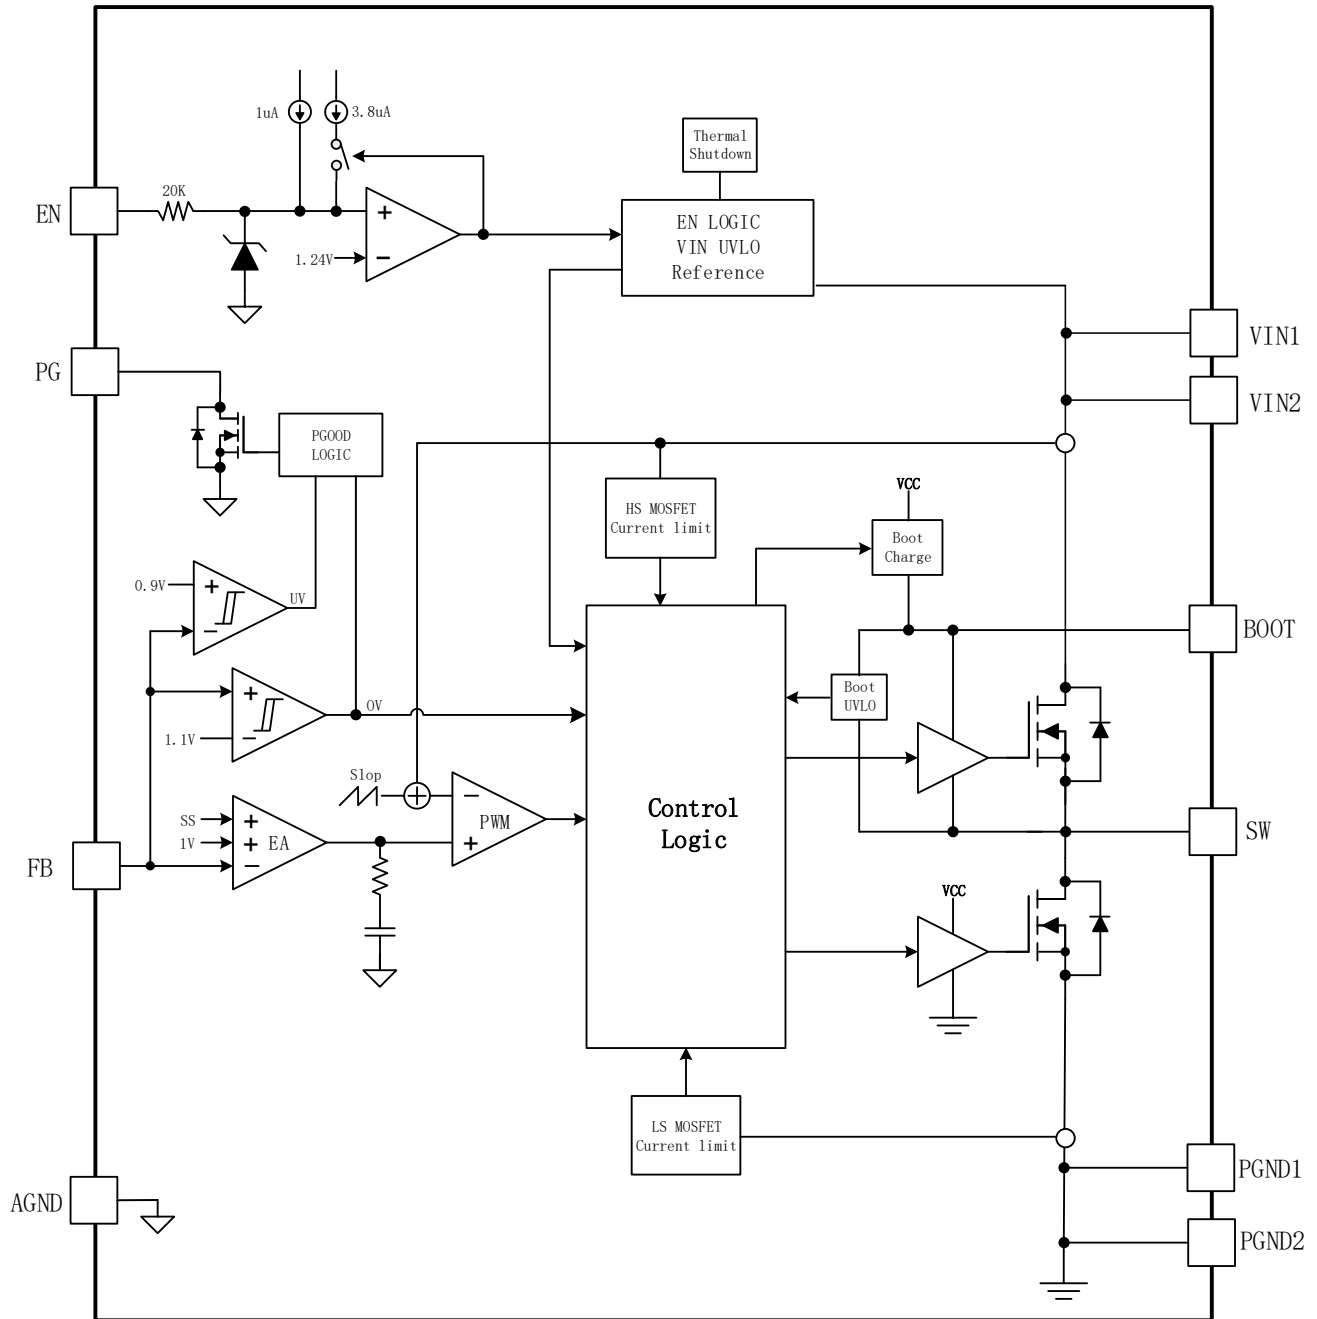 1uA
3.8uA
Thermal
Shutdown
20K
EN
EN LOGIC
VIN UVLO
Reference
1.24V
VIN1
PG
VIN2
PGOOD
LOGIC
VCC
HS MOSFET
Current limit
Boot
Charge
0.9V
UV
BOOT
Boot
UVLO
OV
1.1V
Slop
Control
Logic
SS
PWM
SW
1V
EA
FB
VCC
LS MOSFET
Current limit
PGND1
AGND
PGND2